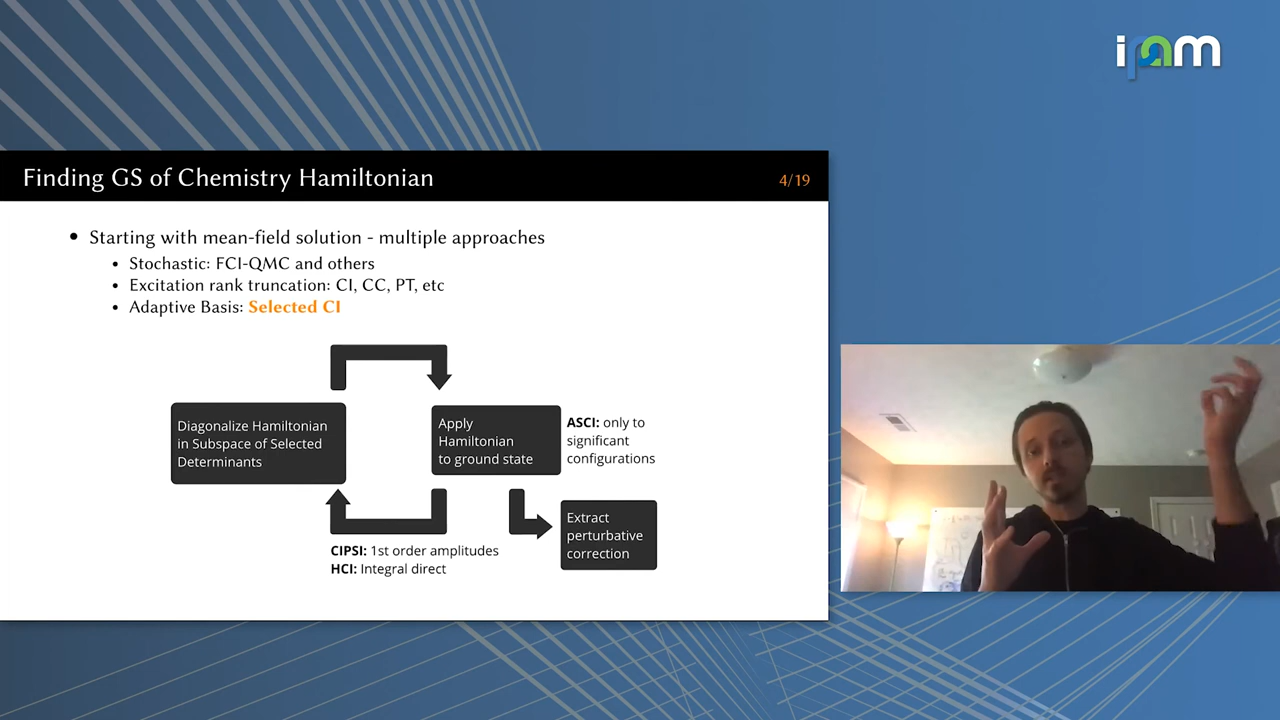 ipam
Finding GS of Chemistry Hamiltonian
4/19
• Starting with mean-field solution - multiple approaches
• Stochastic: FCI-QMC and others
• Excitation rank truncation: CI, CC, PT, etc
• Adaptive Basis: Selected CI
Diagonalize Hamiltonian
in Subspace of Selected
Determinants
Apply
Hamiltonian
to ground state
ASCI: only to
significant
configurations
Extract
perturbative
correction
CIPSI: 1st order amplitudes
HCI: Integral direct